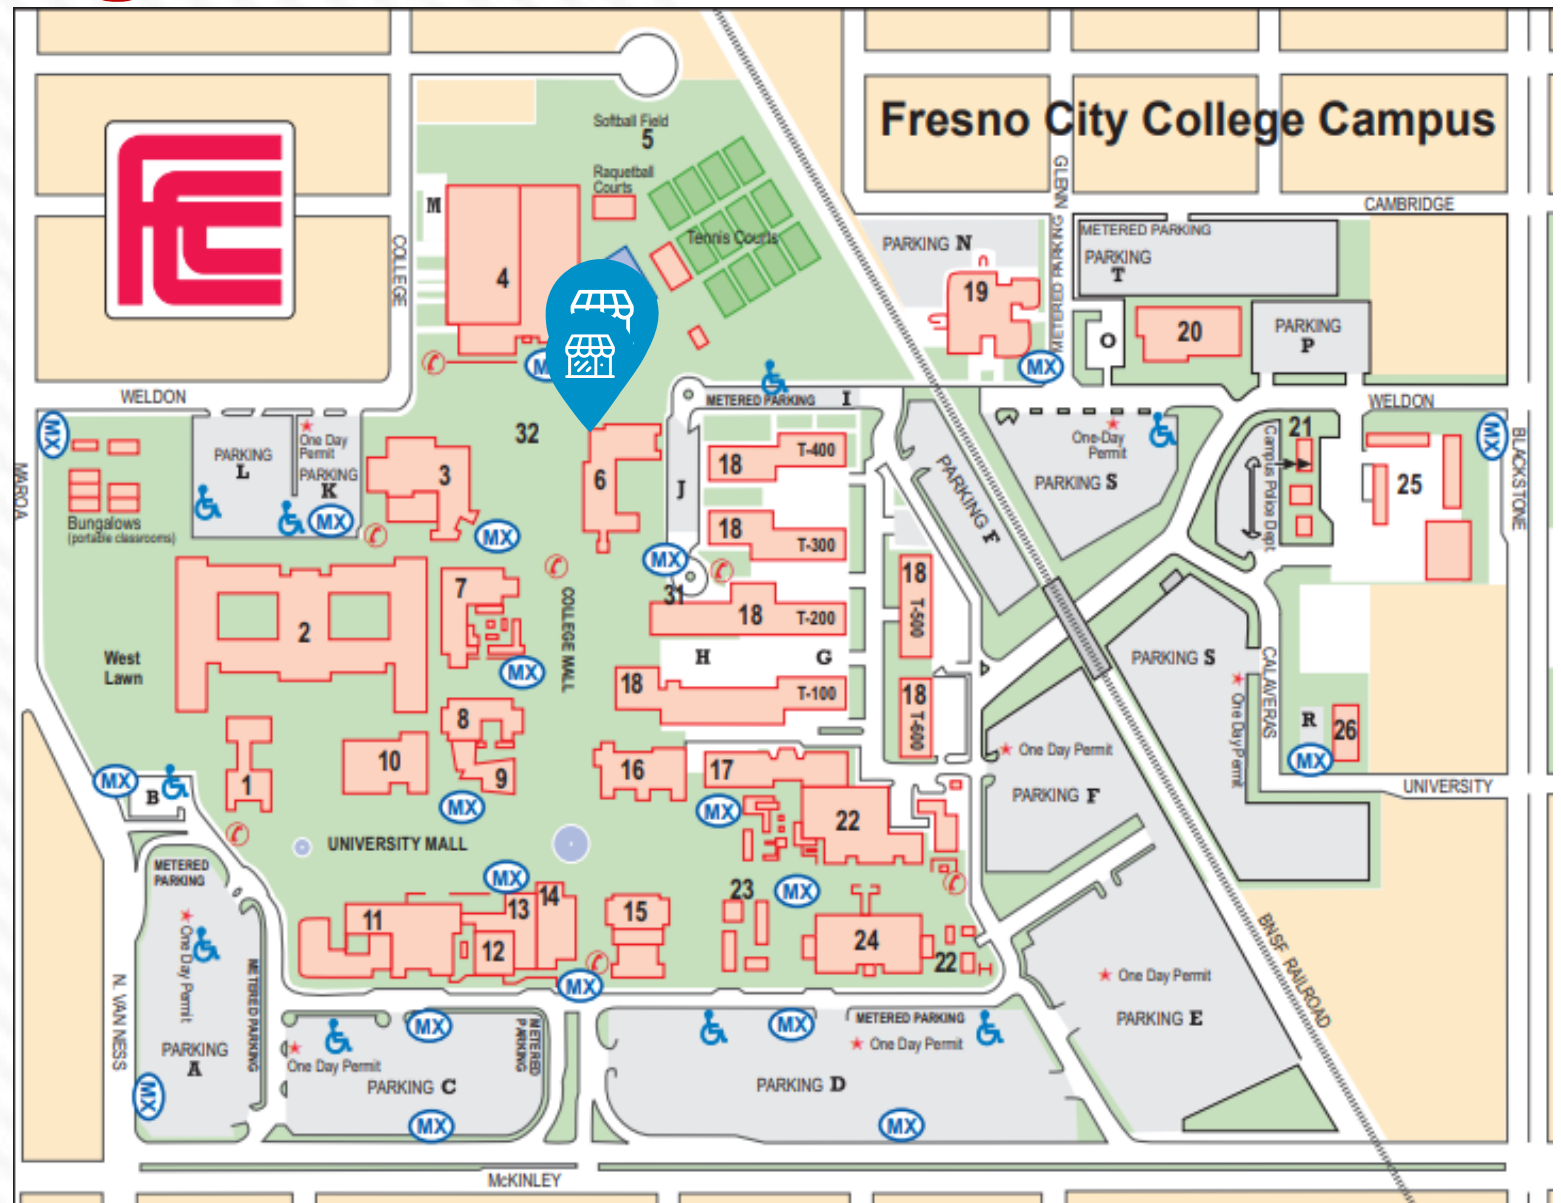 Fresno City College Campus
Softball Field
5
Raquetball
Courts
Tennis Courts
M
4
COLLEGE
GLENN
METERED PARKING
CAMBRIDGE
PARKING N
19
METERED PARKING
PARKING
T
O
20
PARKING
P
MX
WELDON
METERED PARKING
I
WELDON
MX
PARKING
L
One Day
Permit
PARKING
K
MX
32
3
6
J
18
T-400
18
T-300
PARKING F
One-Day
Permit
PARKING S
21
Campus Police Dept
25
MX
BLACKSTONE
MAROA
Bungalows
(portable classrooms)
MX
MX
31
18
T-200
18
T-500
2
7
COLLEGE MALL
West
Lawn
MX
H
G
18
T-100
18
T-600
PARKING S
One Day Permit
CALAVERAS
R
26
MX
UNIVERSITY
8
10
9
1
MX
B
MX
16
17
MX
22
One Day Permit
PARKING F
UNIVERSITY MALL
METERED
PARKING
MX
11
13
14
12
15
23
MX
24
22
MX
One Day Permit
METERED PARKING
N. VAN NESS
PARKING
A
MX
One Day Permit
MX
PARKING C
METERED
PARKING
MX
MX
METERED PARKING
One Day Permit
PARKING D
MX
One Day Permit
PARKING E
BNSF RAILROAD
McKINLEY